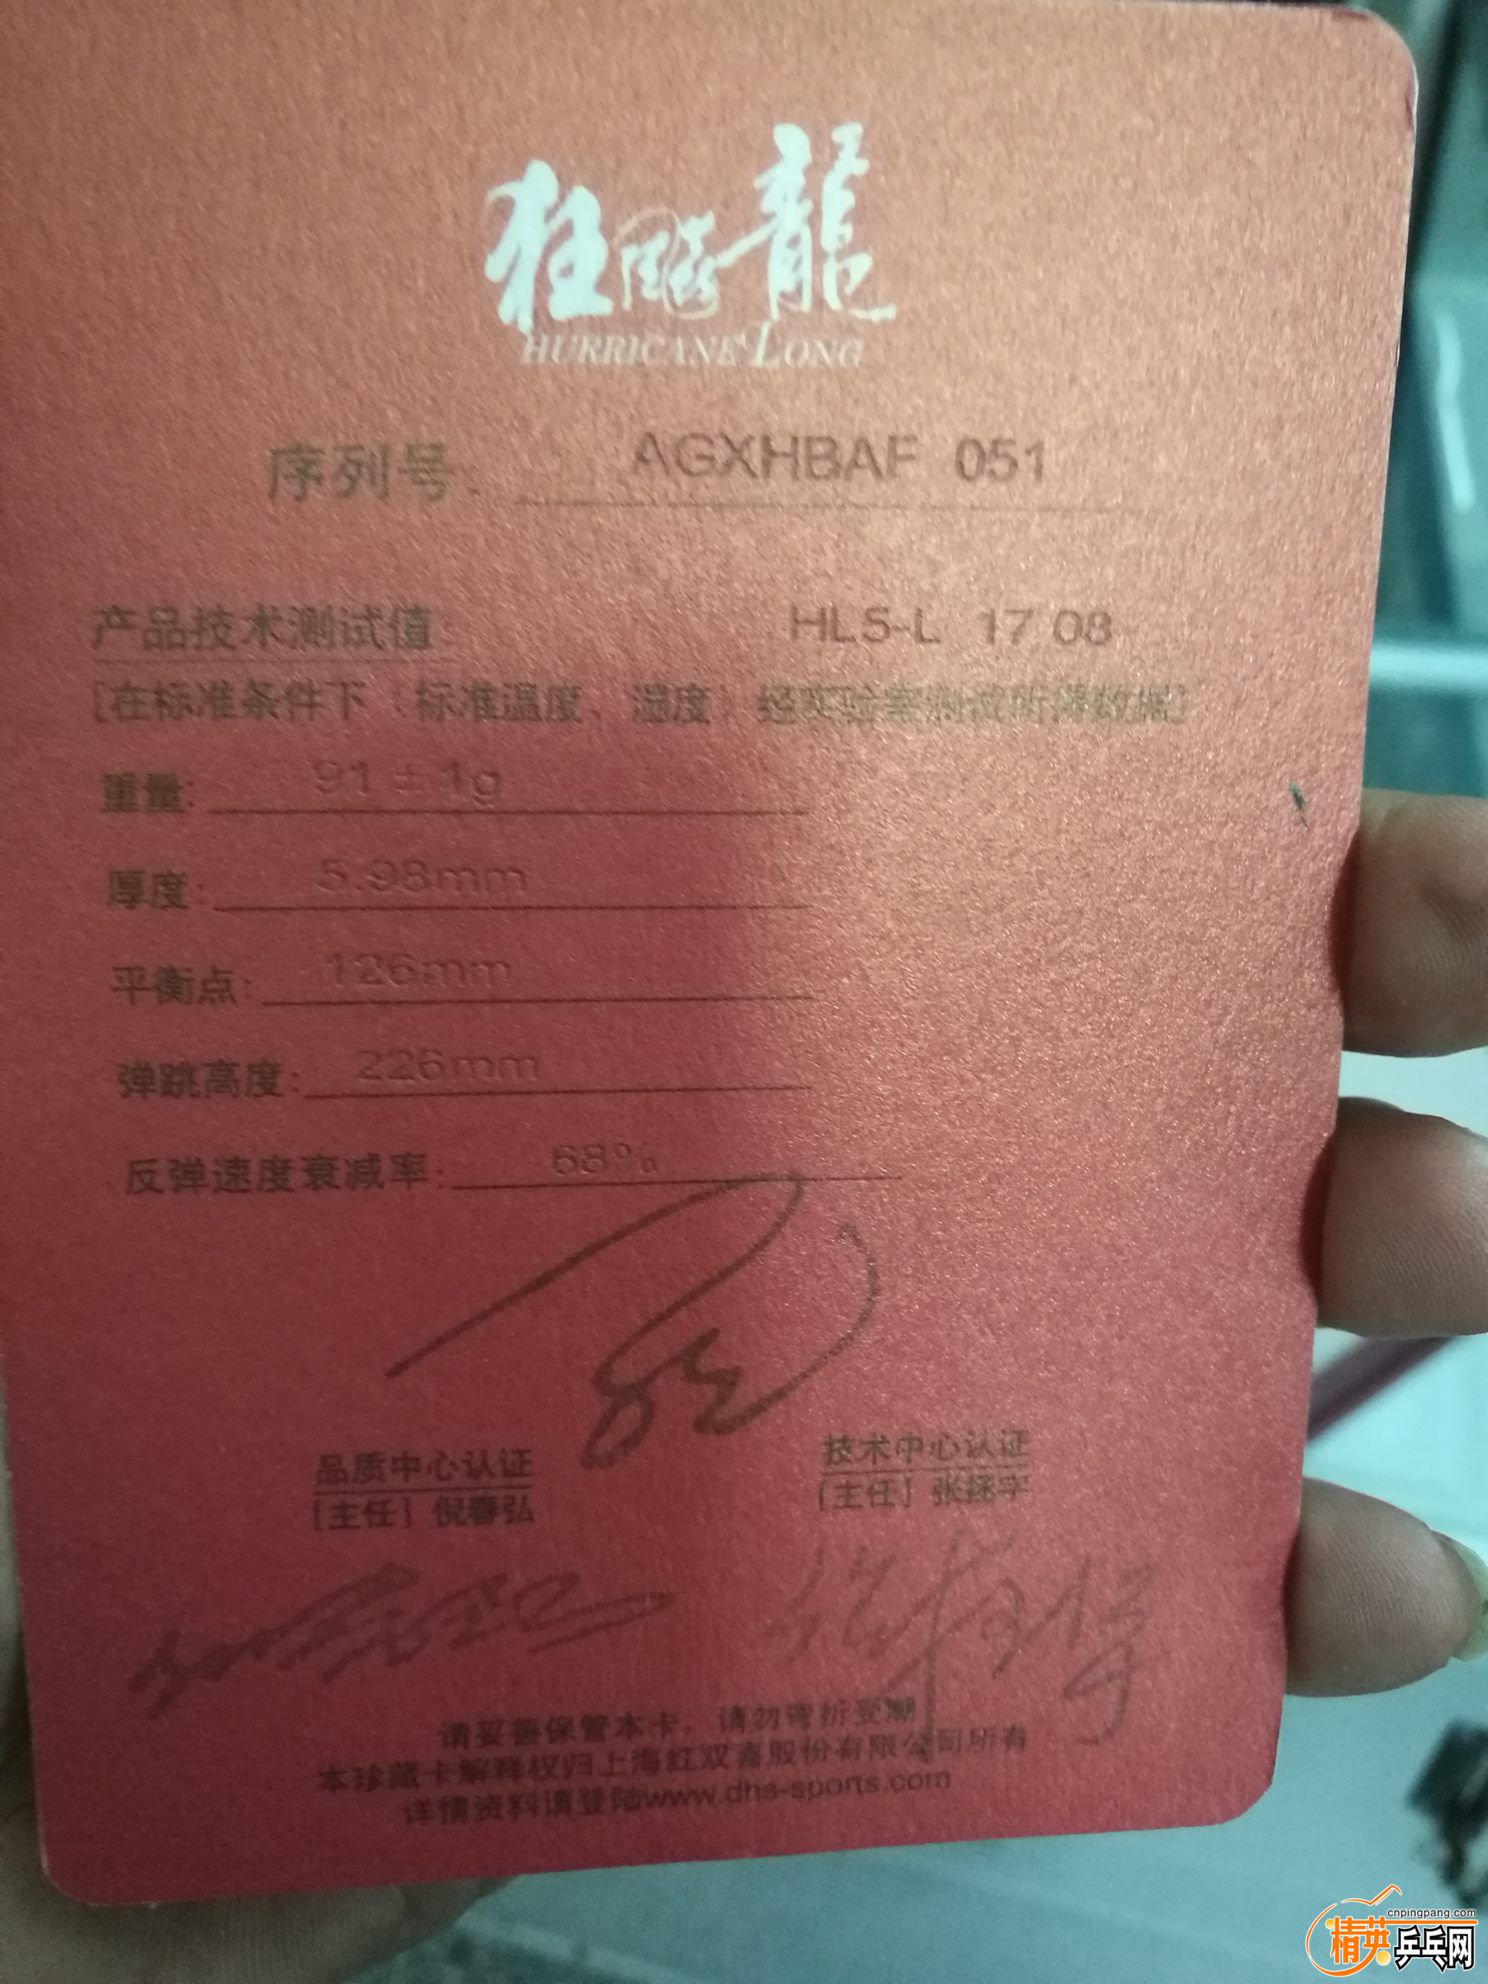 狂飚龍
HURRICANE LONG
序列号 AGXHBAF 051
产品技术测试值: HL5-L 17 08
[在标准条件下(标准温度、湿度)经实验室测试所得数据]
重量: 91 ± 1g
厚度: 5.98mm
平衡点: 126mm
弹跳高度: 226mm
反弹速度衰减率: 68%
品质中心认证
[主任] 倪春弘
技术中心认证
[主任] 张
请妥善保管本卡,请勿弯折受潮
本珍藏卡解释权归上海红双喜股份有限公司所有
详情资料请登陆www.dhs-sports.com
cnpingpang.com
精英乒乓网